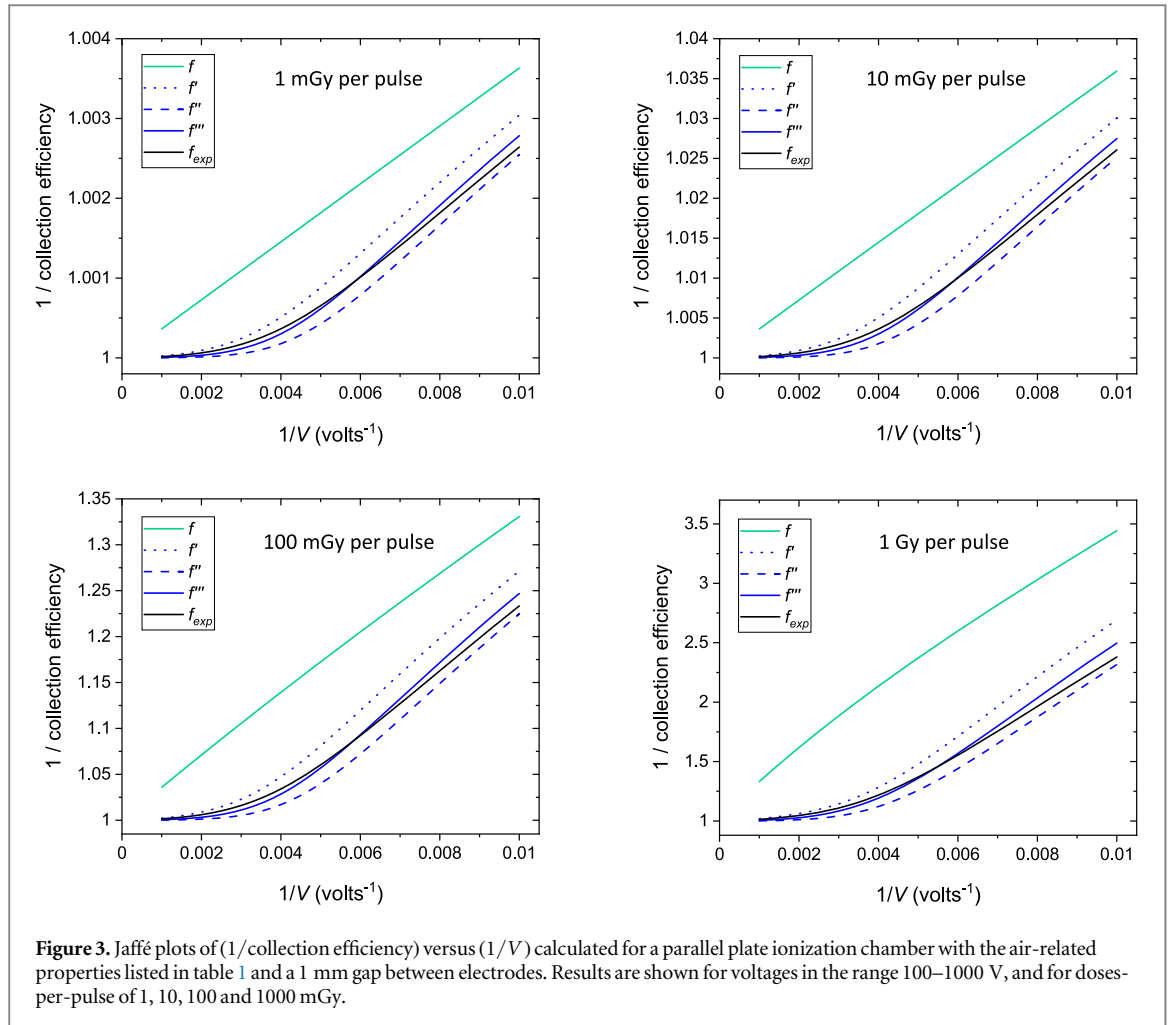 1.004
1.003
1.002
1.001
1
1 / collection efficiency
f
f'
f''
f'''
fexp
1 mGy per pulse
0
0.002
0.004
0.006
0.008
0.01
1/V (volts⁻¹)
1.04
1.035
1.03
1.025
1.02
1.015
1.01
1.005
1
1 / collection efficiency
f
f'
f''
f'''
fexp
10 mGy per pulse
0
0.002
0.004
0.006
0.008
0.01
1/V (volts⁻¹)
1.35
1.3
1.25
1.2
1.15
1.1
1.05
1
1 / collection efficiency
f
f'
f''
f'''
fexp
100 mGy per pulse
0
0.002
0.004
0.006
0.008
0.01
1/V (volts⁻¹)
3.5
3
2.5
2
1.5
1
1 / collection efficiency
f
f'
f''
f'''
fexp
1 Gy per pulse
0
0.002
0.004
0.006
0.008
0.01
1/V (volts⁻¹)
Figure 3. Jaffé plots of (1/collection efficiency) versus (1/V) calculated for a parallel plate ionization chamber with the air-related
properties listed in table 1 and a 1 mm gap between electrodes. Results are shown for voltages in the range 100–1000 V, and for doses-
per-pulse of 1, 10, 100 and 1000 mGy.